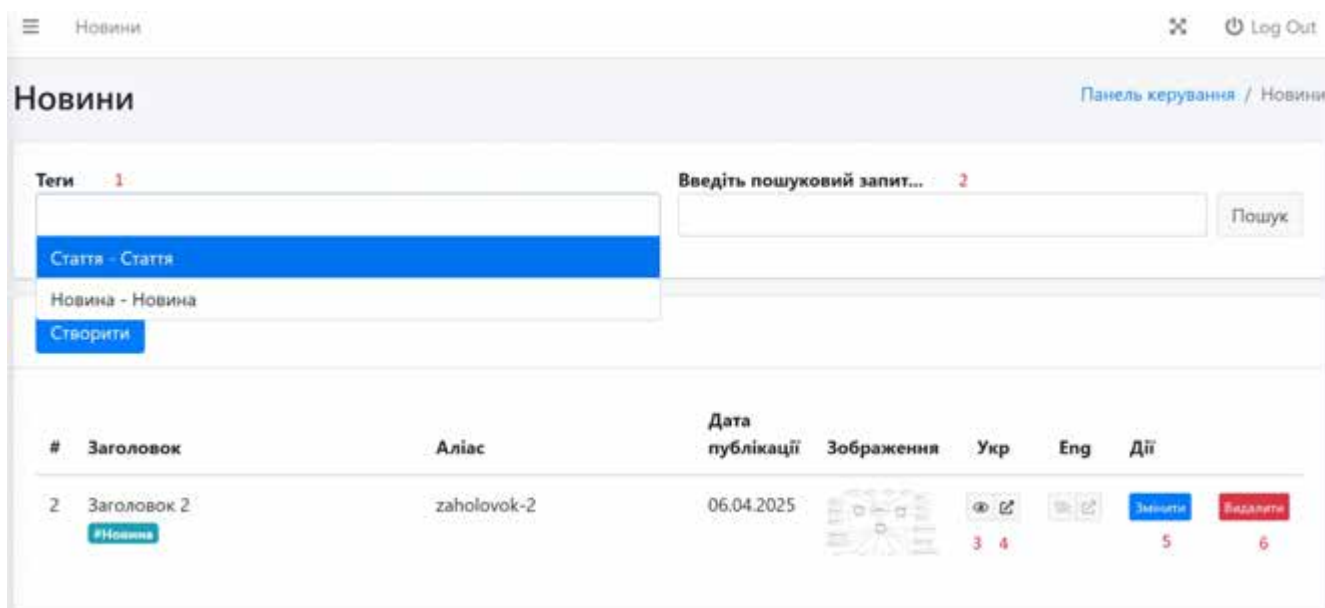 Новини Log Out
Новини Панель керування / Новини
Теги 1 Введіть пошуковий запит... 2
Пошук
Стаття - Стаття
Новина - Новина
Створити
# Заголовок Аліас Дата публікації Зображення Укр Eng Дії
2 Заголовок 2 zaholovok-2 06.04.2025 Змінити Видалити
#Новина
3 4 5 6